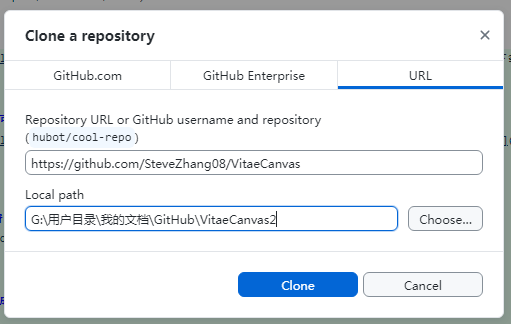 Clone a repository
GitHub.com
GitHub Enterprise
URL
Repository URL or GitHub username and repository
(hubot/cool-repo)
https://github.com/SteveZhang08/VitaeCanvas
Local path
G:\用户目录\我的文档\GitHub\VitaeCanvas2
Choose...
Clone
Cancel